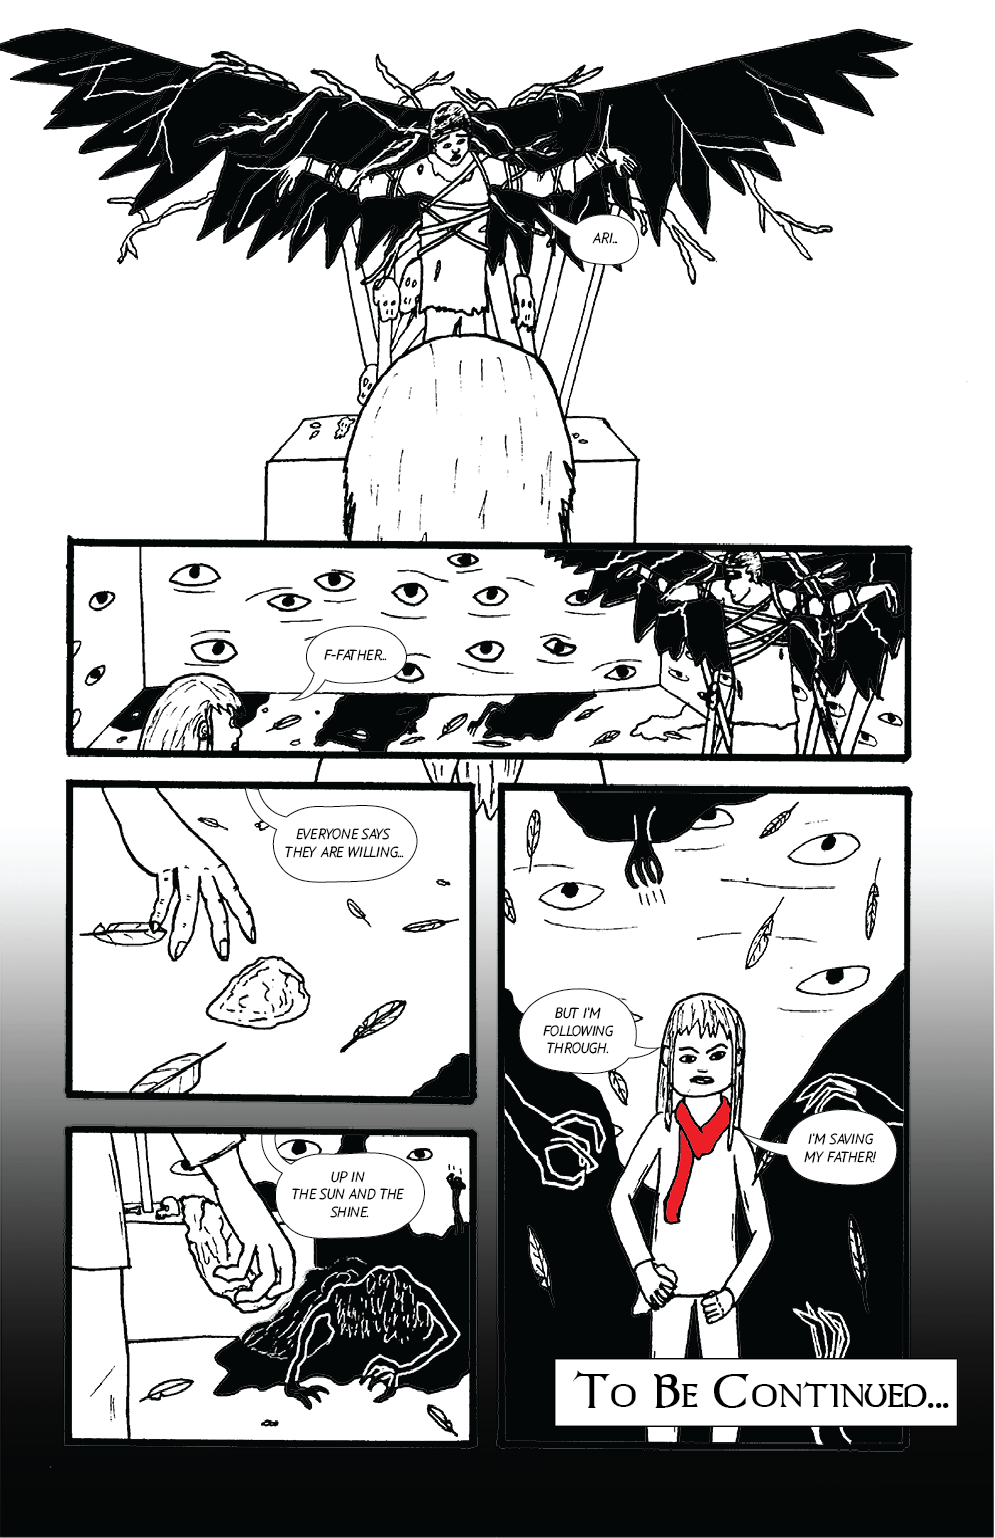 ARI..
F-FATHER..
EVERYONE SAYS
THEY ARE WILLING...
UP IN
THE SUN AND THE
SHINE.
BUT I'M
FOLLOWING
THROUGH.
I'M SAVING
MY FATHER!
TO BE CONTINUED...